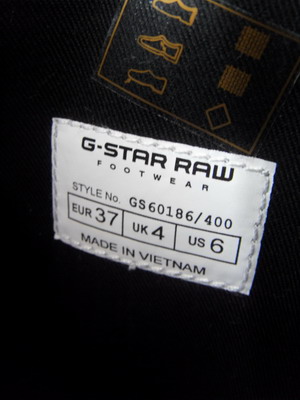 G-STAR RAW
FOOTWEAR
STYLE No. GS60186/400
EUR 37 UK 4 US 6
MADE IN VIETNAM